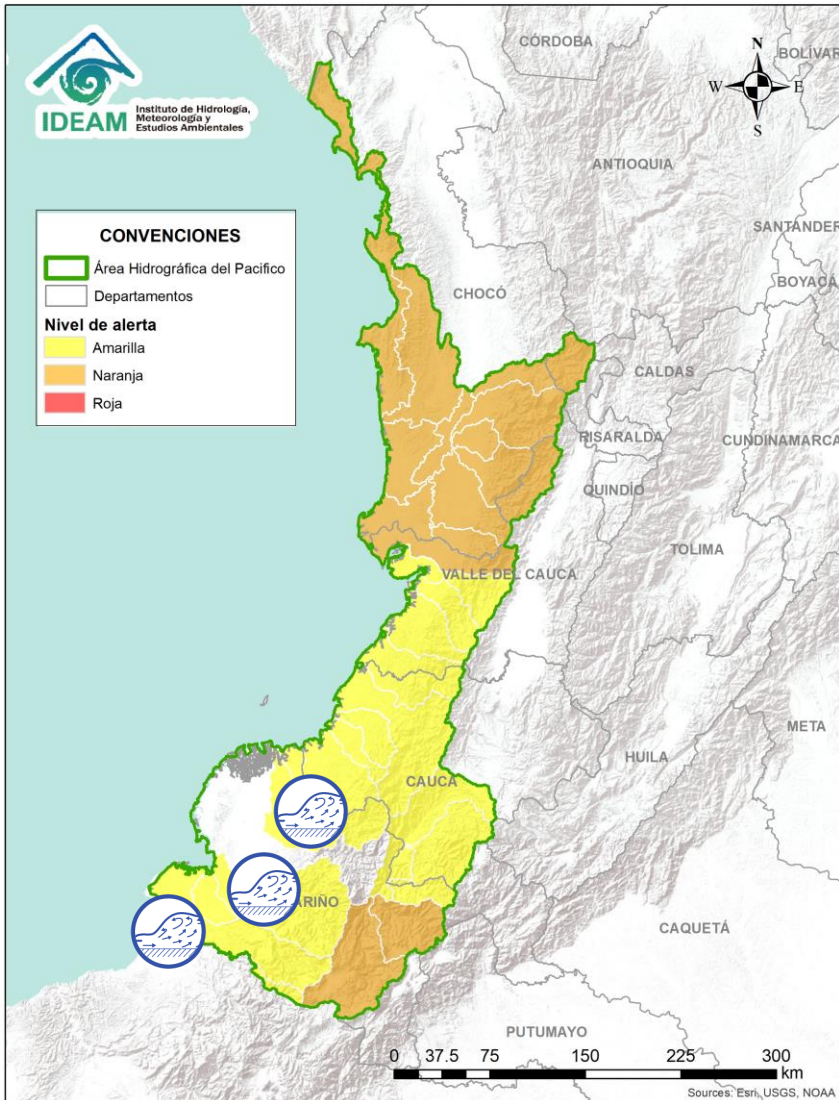 IDEAM
Instituto de Hidrología,
Meteorología y
Estudios Ambientales
CÓRDOBA
BOLÍVAR
N
W E
S
ANTIOQUIA
CONVENCIONES
Área Hidrográfica del Pacifico
Departamentos
Nivel de alerta
Amarilla
Naranja
Roja
SANTANDER
BOYACÁ
CHOCÓ
CALDAS
RISARALDA
CUNDINAMARCA
QUINDÍO
TOLIMA
VALLE DEL CAUCA
META
HUILA
CAUCA
ARIÑO
CAQUETÁ
PUTUMAYO
0 37.5 75 150 225 300
km
Sources: Esri, USGS, NOAA